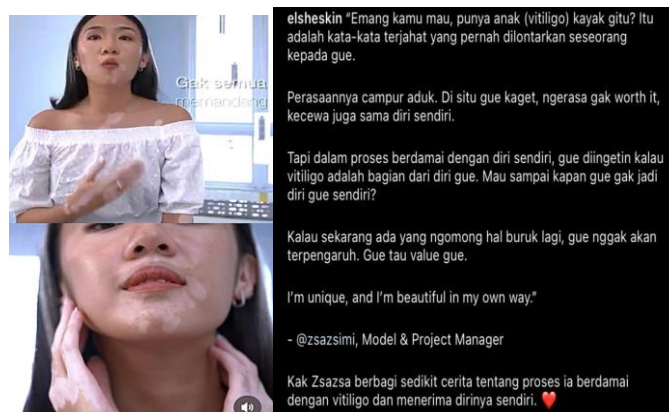 Gak semua
memandang
elsheskin “Emang kamu mau, punya anak (vitiligo) kayak gitu? Itu
adalah kata-kata terjahat yang pernah dilontarkan seseorang
kepada gue.
Perasaannya campur aduk. Di situ gue kaget, ngerasa gak worth it,
kecewa juga sama diri sendiri.
Tapi dalam proses berdamai dengan diri sendiri, gue diingetin kalau
vitiligo adalah bagian dari diri gue. Mau sampai kapan gue gak jadi
diri gue sendiri?
Kalau sekarang ada yang ngomong hal buruk lagi, gue nggak akan
terpengaruh. Gue tau value gue.
I’m unique, and I’m beautiful in my own way.”
- @zsazsimi, Model & Project Manager
Kak Zsazsa berbagi sedikit cerita tentang proses ia berdamai
dengan vitiligo dan menerima dirinya sendiri. ❤️